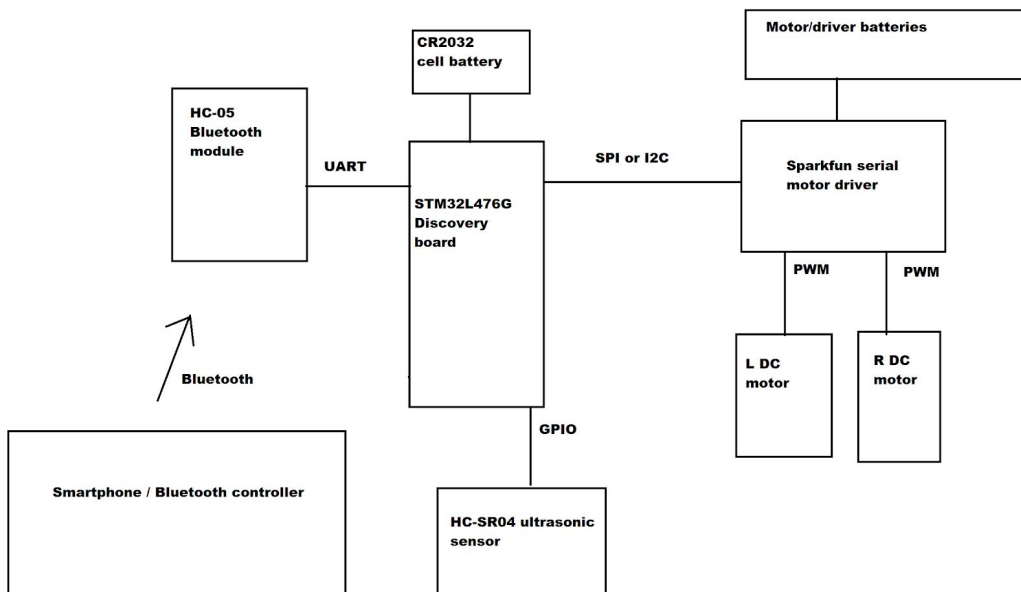 Motor/driver batteries
CR2032
cell battery
HC-05
Bluetooth
module
UART
SPI or I2C
Sparkfun serial
motor driver
STM32L476G
Discovery
board
PWM
PWM
L DC
motor
R DC
motor
Bluetooth
GPIO
Smartphone / Bluetooth controller
HC-SR04 ultrasonic
sensor